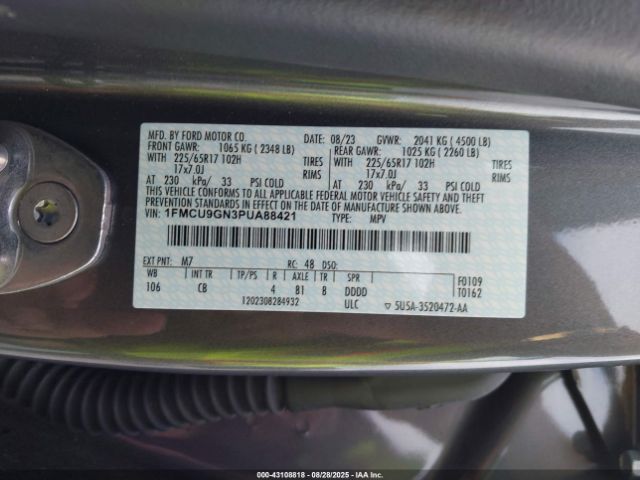 MFD. BY FORD MOTOR CO. DATE: 08/23 GVWR: 2041 KG ( 4500 LB)
FRONT GAWR: 1065 KG ( 2348 LB) REAR GAWR: 1025 KG ( 2260 LB)
WITH 225/65R17 102H TIRES WITH 225/65R17 102H TIRES
17x7.0J RIMS 17x7.0J RIMS
AT 230 kPa/ 33 PSI COLD AT 230 kPa/ 33 PSI COLD
THIS VEHICLE CONFORMS TO ALL APPLICABLE FEDERAL MOTOR VEHICLE SAFETY AND THEFT PREVENTION
STANDARDS IN EFFECT ON THE DATE OF MANUFACTURE SHOWN ABOVE.
VIN: 1FMCU9GN3PUA88421 TYPE: MPV
EXT PNT: M7 RC: 48 DSO:
WB INT TR TP/PS R AXLE TR SPR F0109
106 CB 4 81 8 DDDD T0162
1202308284932 ULC ▽ 5U5A-3520472-AA
000-43108818 - 08/28/2025 - IAAI.COM